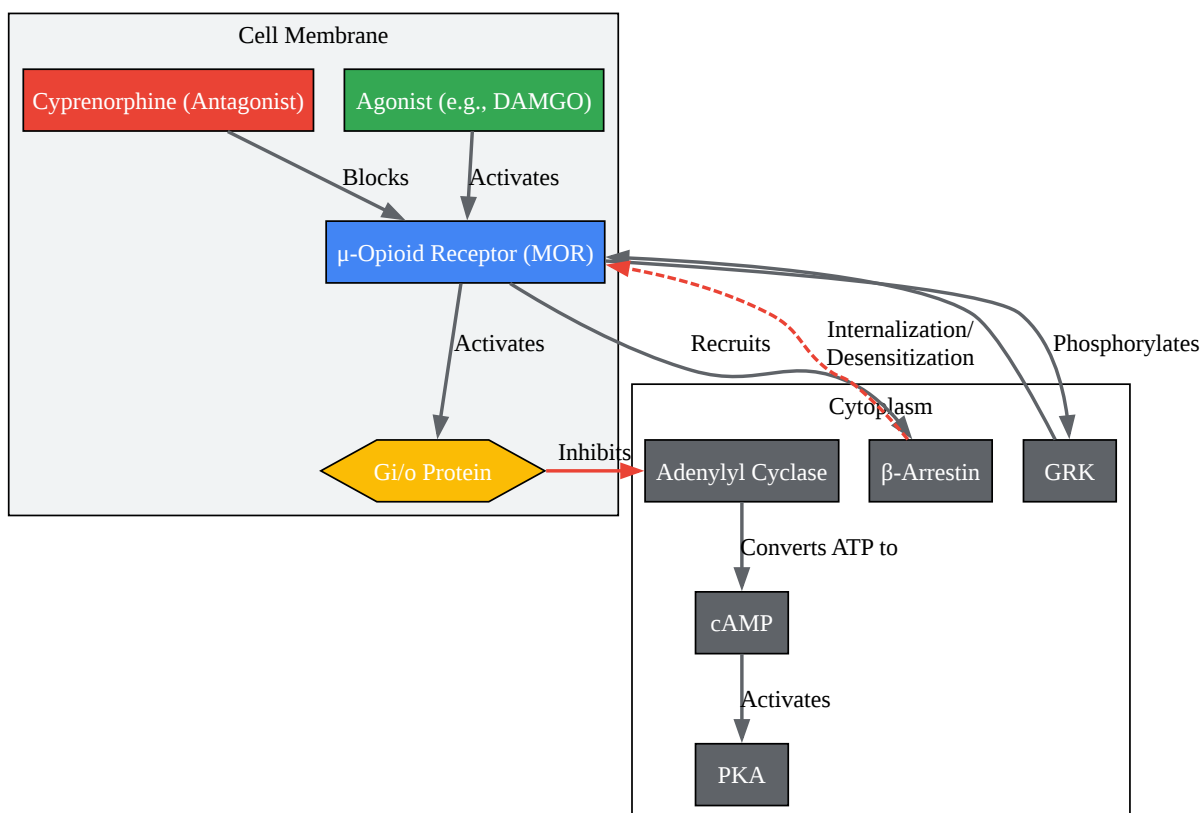 Cell Membrane
Cyprenorphine (Antagonist)
Agonist (e.g., DAMGO)
Blocks
Activates
μ-Opioid Receptor (MOR)
Activates
Recruits
Internalization/
Desensitization
Phosphorylates
Cytoplasm
Gi/o Protein
Inhibits
Adenylyl Cyclase
β-Arrestin
GRK
Converts ATP to
cAMP
Activates
PKA